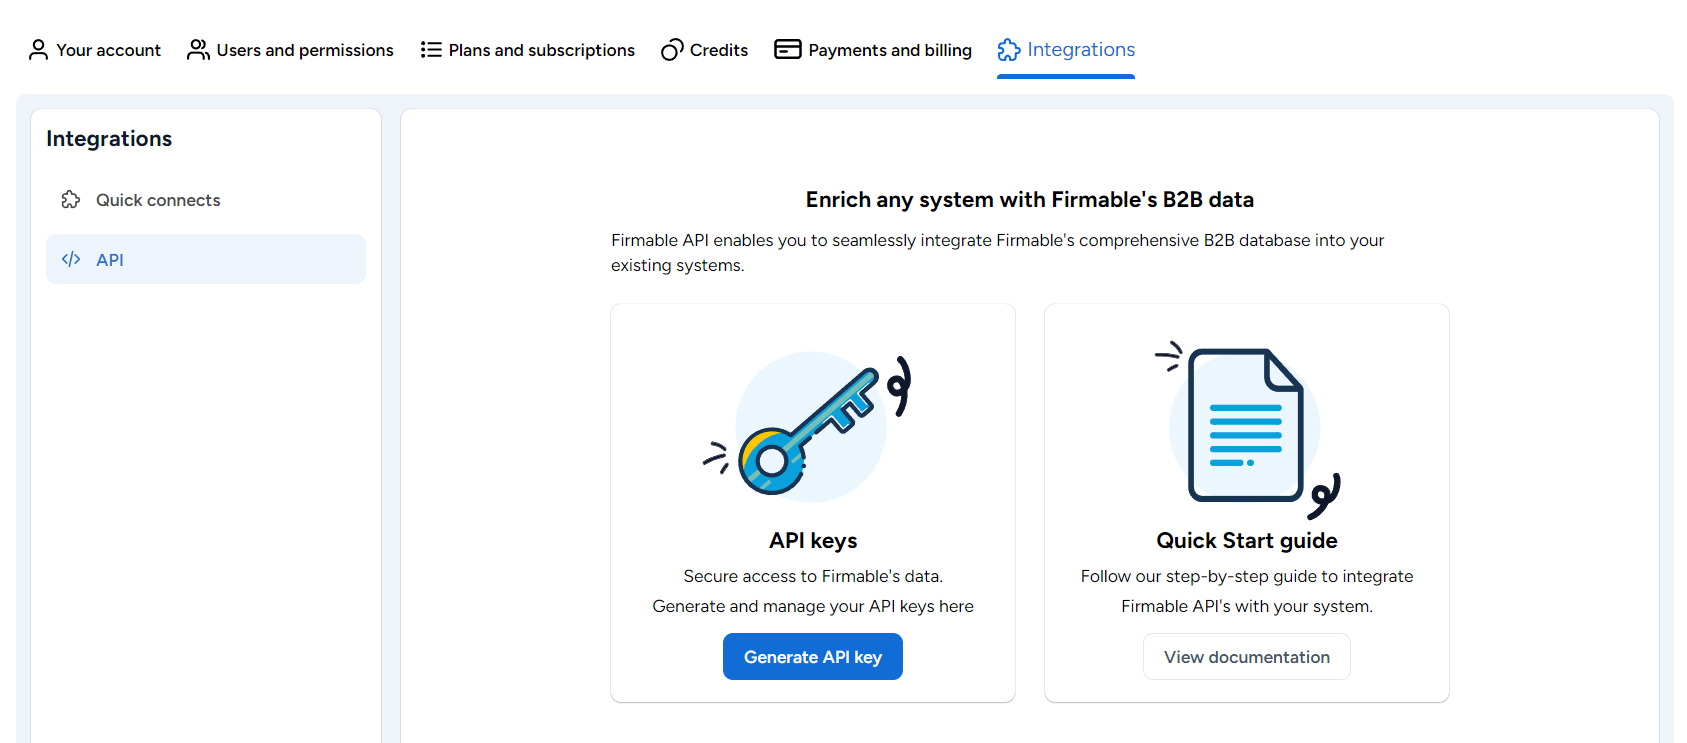 Your account
Users and permissions
Plans and subscriptions
Credits
Payments and billing
Integrations
Integrations
Quick connects
API
Enrich any system with Firmable's B2B data
Firmable API enables you to seamlessly integrate Firmable's comprehensive B2B database into your
existing systems.
API keys
Secure access to Firmable's data.
Generate and manage your API keys here
Generate API key
Quick Start guide
Follow our step-by-step guide to integrate
Firmable API's with your system.
View documentation